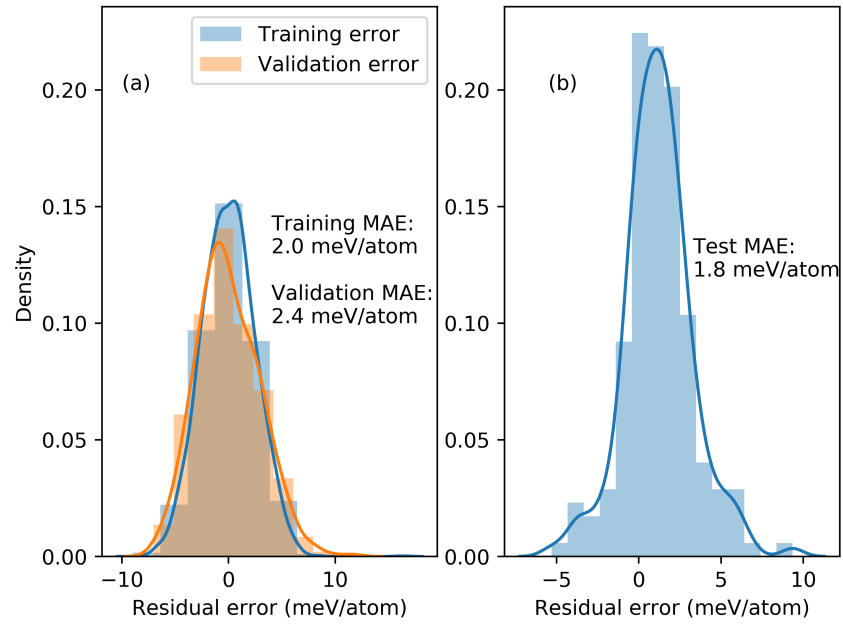 Training error
Validation error
(a)
Training MAE:
2.0 meV/atom
Validation MAE:
2.4 meV/atom
Density
0.20
0.15
0.10
0.05
0.00
−10
0
10
Residual error (meV/atom)
(b)
Test MAE:
1.8 meV/atom
0.20
0.15
0.10
0.05
0.00
−5
0
5
10
Residual error (meV/atom)